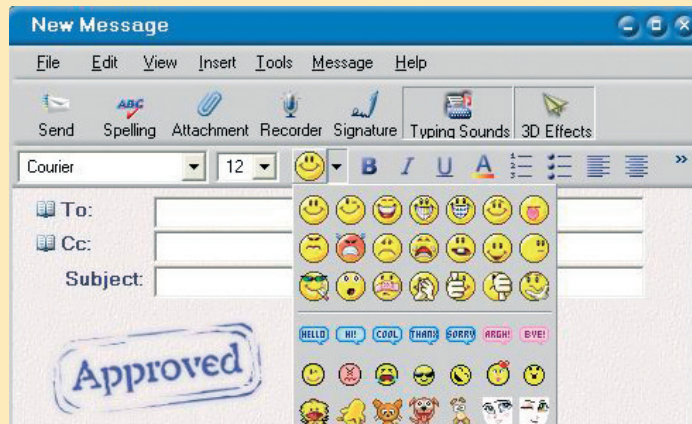 New Message
File Edit View Insert Tools Message Help
ABC
Send Spelling Attachment Recorder Signature Typing Sounds 3D Effects
Courier 12 B I U A »
To:
Cc:
Subject:
HELLO HI! COOL THANX SORRY ARGH! BYE!
Approved